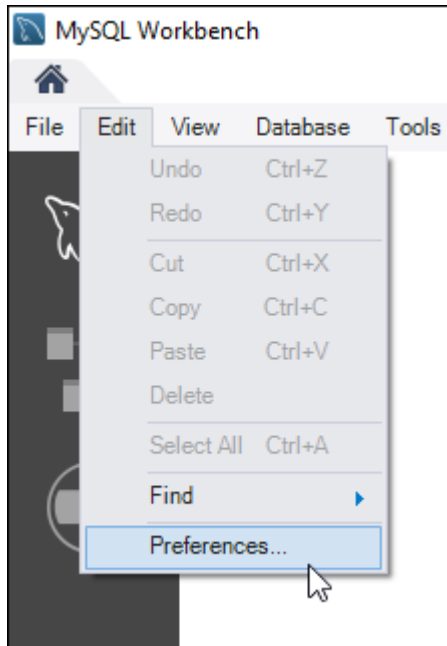 MySQL Workbench
File Edit View Database Tools
Undo Ctrl+Z
Redo Ctrl+Y
Cut Ctrl+X
Copy Ctrl+C
Paste Ctrl+V
Delete
Select All Ctrl+A
Find
Preferences...